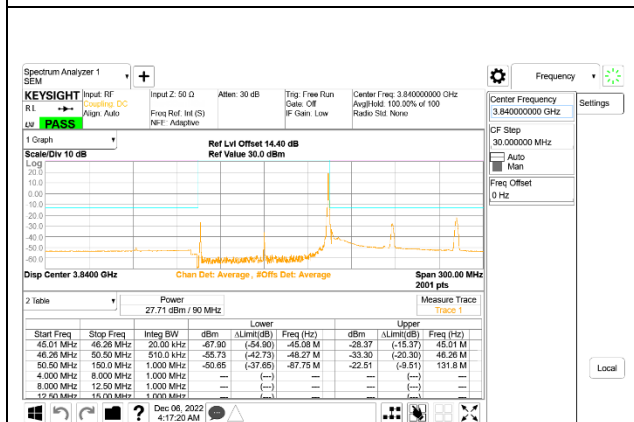 Spectrum Analyzer 1
SEM
+
Frequency
KEYSIGHT
RL
PASS
Input: RF
Coupling: DC
Align: Auto
Input Z: 50 Ω
Freq Ref: Int (S)
NFE: Adaptive
Atten: 30 dB
Trig: Free Run
Gate: Off
IF Gain: Low
Center Freq: 3.840000000 GHz
Avg|Hold: 100.00% of 100
Radio Std: None
Center Frequency
3.840000000 GHz
Settings
CF Step
30.000000 MHz
Auto
Man
Freq Offset
0 Hz
Local
1 Graph
Scale/Div 10 dB
Ref Lvl Offset 14.40 dB
Ref Value 30.0 dBm
Log
20.0
10.0
0.00
-10.0
-20.0
-30.0
-40.0
-50.0
-60.0
Disp Center 3.8400 GHz
Chan Det: Average , #Offs Det: Average
Span 300.00 MHz
2001 pts
2 Table
Power
27.71 dBm / 90 MHz
Measure Trace
Trace 1
Lower Upper
Start Freq Stop Freq Integ BW dBm ΔLimit(dB) Freq (Hz) dBm ΔLimit(dB) Freq (Hz)
45.01 MHz 46.26 MHz 20.00 kHz -67.90 (-54.90) -45.08 M -28.37 (-15.37) 45.01 M
46.26 MHz 50.50 MHz 510.0 kHz -55.73 (-42.73) -48.27 M -33.30 (-20.30) 46.26 M
50.50 MHz 150.0 MHz 1.000 MHz -50.65 (-37.65) -87.75 M -22.51 (-9.51) 131.8 M
4.000 MHz 8.000 MHz 1.000 MHz --- (---) --- --- (---) ---
8.000 MHz 12.50 MHz 1.000 MHz --- (---) --- --- (---) ---
12.50 MHz 15.00 MHz 1.000 MHz --- (---) --- --- (---) ---
?
Dec 06, 2022
4:17:20 AM